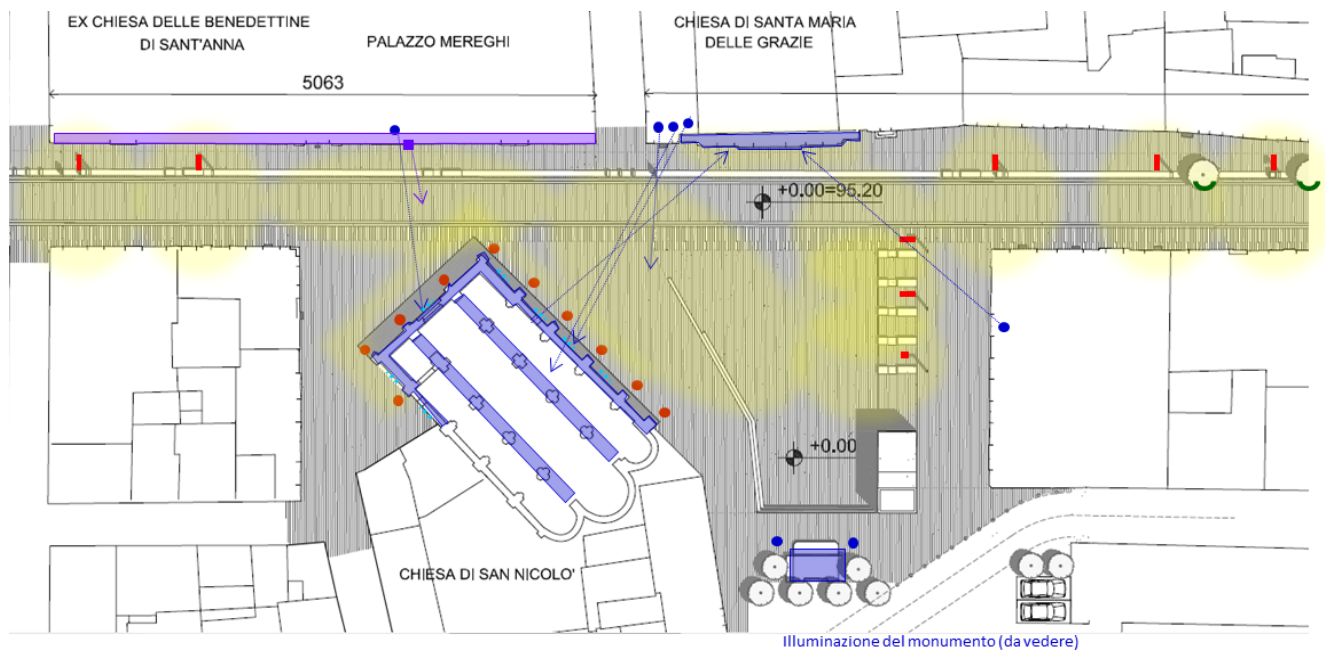 EX CHIESA DELLE BENEDETTINE
DI SANT'ANNA
PALAZZO MEREGHI
CHIESA DI SANTA MARIA
DELLE GRAZIE
5063
+0.00=95.20
+0.00
CHIESA DI SAN NICOLO'
Illuminazione del monumento (da vedere)